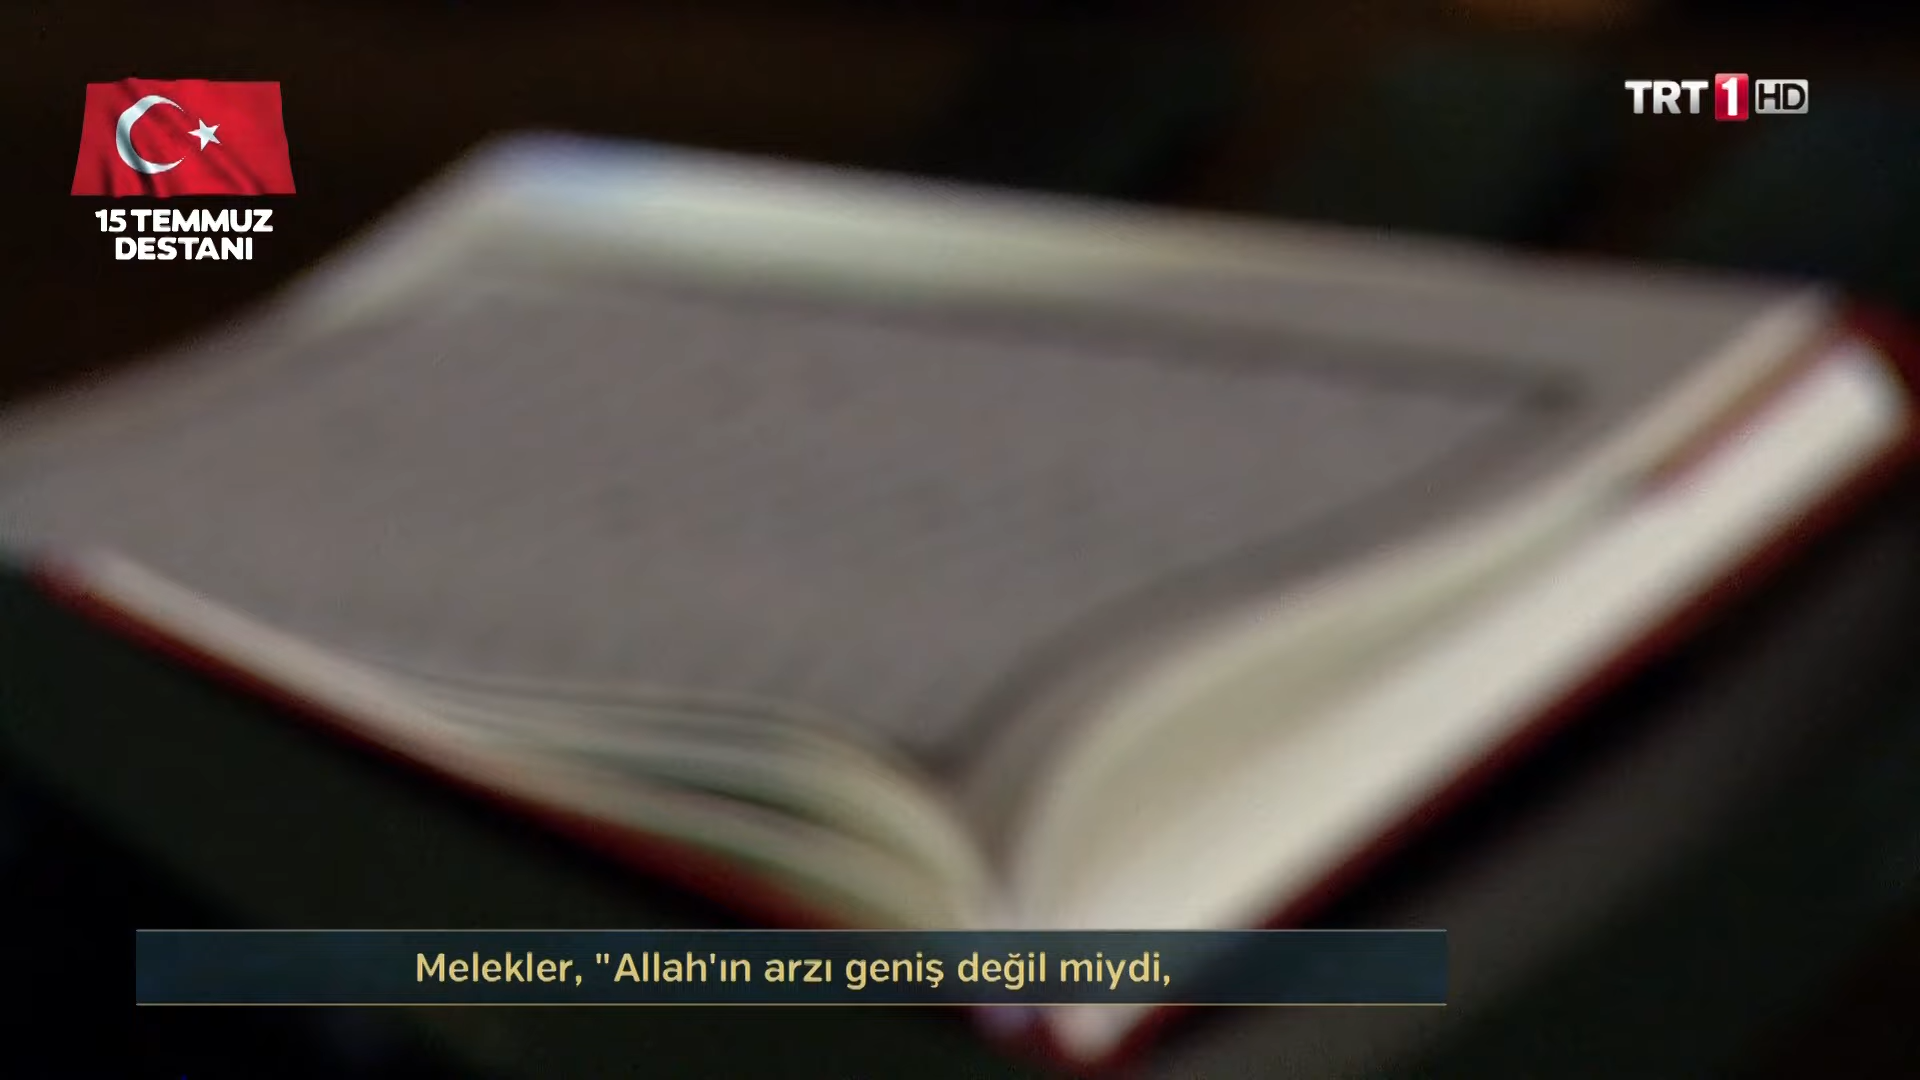 15 TEMMUZ
DESTANI
TRT 1 HD
Melekler, "Allah'ın arzı geniş değil miydi,